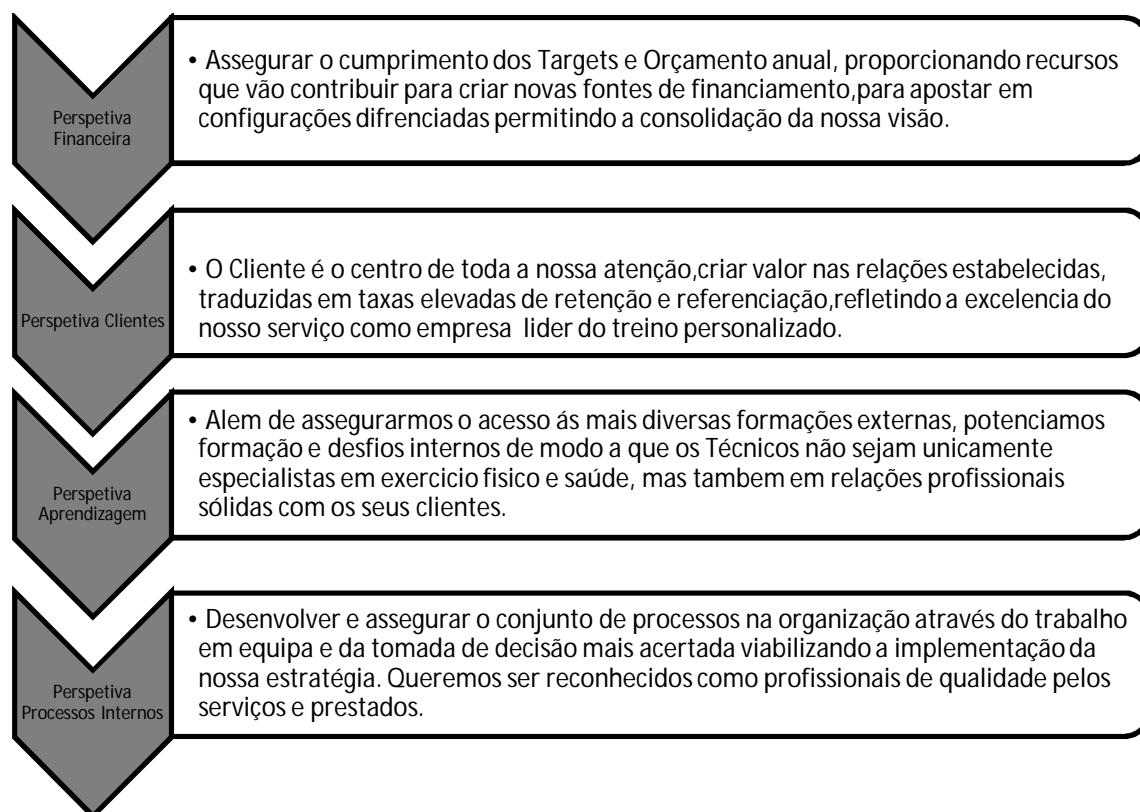 Perspetiva
Financeira
• Assegurar o cumprimento dos Targets e Orçamento anual, proporcionando recursos
que vão contribuir para criar novas fontes de financiamento,para apostar em
configurações difrenciadas permitindo a consolidação da nossa visão.
Perspetiva Clientes
• O Cliente é o centro de toda a nossa atenção,criar valor nas relações estabelecidas,
traduzidas em taxas elevadas de retenção e referenciação,refletindo a excelencia do
nosso serviço como empresa  lider do treino personalizado.
Perspetiva
Aprendizagem
• Alem de assegurarmos o acesso ás mais diversas formações externas, potenciamos
formação e desfios internos de modo a que os Técnicos não sejam unicamente
especialistas em exercicio fisico e saúde, mas tambem em relações profissionais
sólidas com os seus clientes.
Perspetiva
Processos Internos
• Desenvolver e assegurar o conjunto de processos na organização através do trabalho
em equipa e da tomada de decisão mais acertada viabilizando a implementação da
nossa estratégia. Queremos ser reconhecidos como profissionais de qualidade pelos
serviços e prestados.